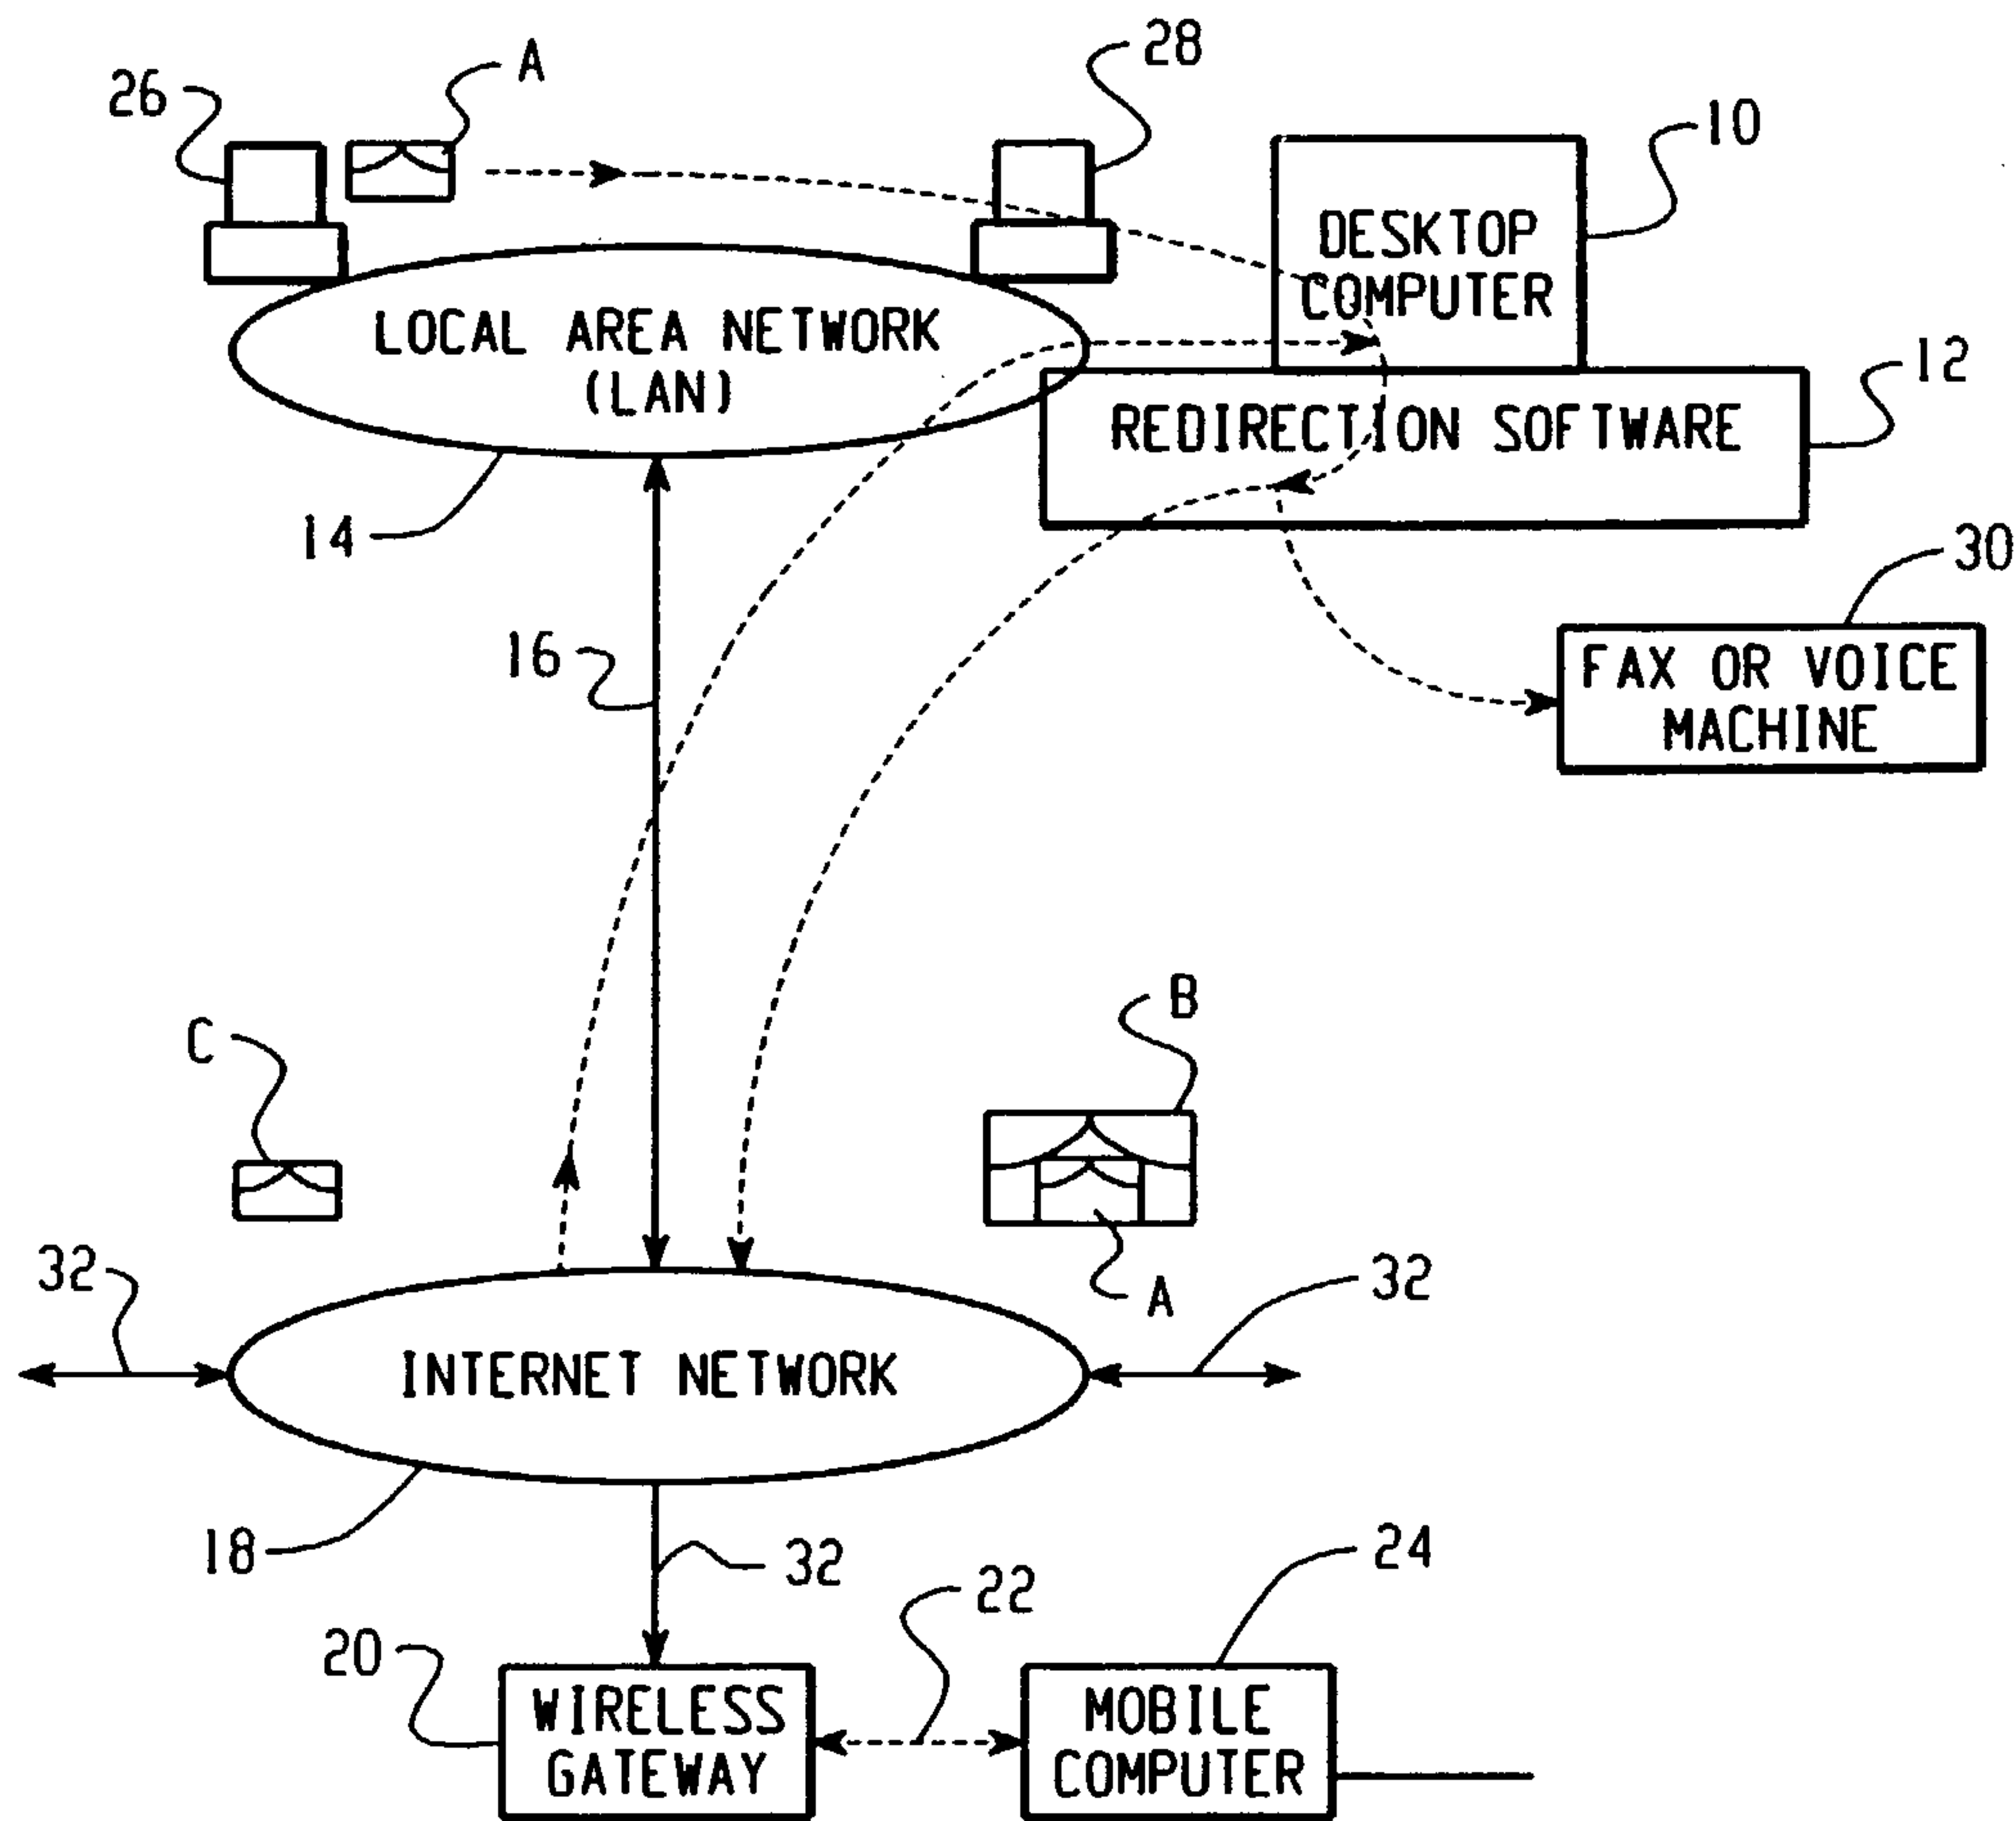 28
A
26
10
DESKTOP
COMPUTER
LOCAL AREA NETWORK
(LAN)
12
REDIRECTION SOFTWARE
14
30
16
FAX OR VOICE
MACHINE
B
C
32
A
32
INTERNET NETWORK
18
32
24
22
20
WIRELESS
GATEWAY
MOBILE
COMPUTER